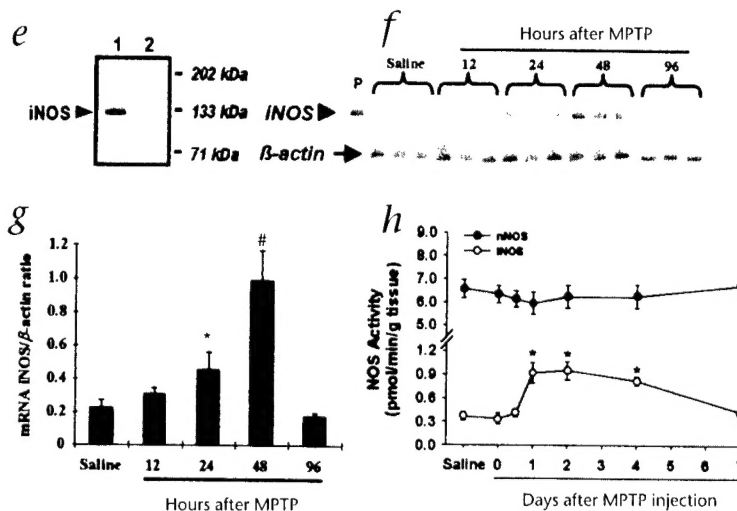 e
1 2
202 kDa
iNOS
133 kDa
71 kDa
f
Hours after MPTP
Saline 12 24 48 96
P
iNOS
ß-actin
g
mRNA iNOS/β-actin ratio
1.2
1.0
0.8
0.6
0.4
0.2
0
*
#
Saline 12 24 48 96
Hours after MPTP
h
NOS Activity
(pmol/min/g tissue)
9.0
8.0
7.0
6.0
5.0
1.2
0.9
0.6
0.3
0.0
nNOS
iNOS
* * *
Saline 0 1 2 3 4 5 6
Days after MPTP injection